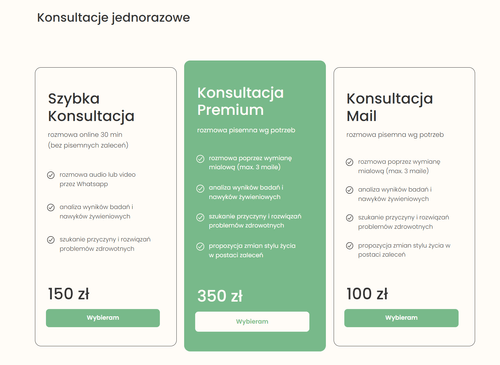 Konsultacje jednorazowe
Szybka
Konsultacja
rozmowa online 30 min
(bez pisemnych zaleceń)
rozmowa audio lub video
przez Whatsapp
analiza wyników badań i
nawyków żywieniowych
szukanie przyczyny i rozwiązań
problemów zdrowotnych
150 zł
Wybieram
Konsultacja
Premium
rozmowa pisemna wg potrzeb
rozmowa poprzez wymianę
mialową (max. 3 maile)
analiza wyników badań i
nawyków żywieniowych
szukanie przyczyny i rozwiązań
problemów zdrowotnych
propozycja zmian stylu życia
w postaci zaleceń
350 zł
Wybieram
Konsultacja
Mail
rozmowa pisemna wg potrzeb
rozmowa poprzez wymianę
mialową (max. 3 maile)
analiza wyników badań i
nawyków żywieniowych
szukanie przyczyny i rozwiązań
problemów zdrowotnych
propozycja zmian stylu życia w
postaci zaleceń
100 zł
Wybieram